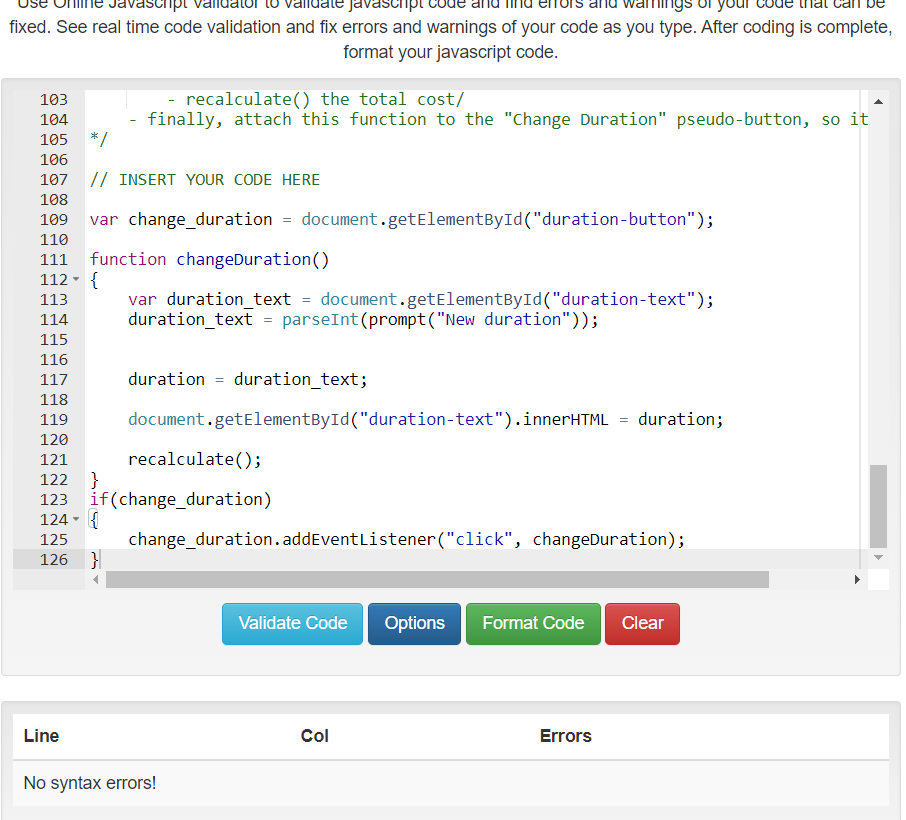 Use Online Javascript Validator to validate javascript code and find errors and warnings of your code that can be
fixed. See real time code validation and fix errors and warnings of your code as you type. After coding is complete,
format your javascript code.
103 - recalculate() the total cost/
104 - finally, attach this function to the "Change Duration" pseudo-button, so it
105 */
106
107 // INSERT YOUR CODE HERE
108
109 var change_duration = document.getElementById("duration-button");
110
111 function changeDuration()
112 {
113 var duration_text = document.getElementById("duration-text");
114 duration_text = parseInt(prompt("New duration"));
115
116
117 duration = duration_text;
118
119 document.getElementById("duration-text").innerHTML = duration;
120
121 recalculate();
122 }
123 if(change_duration)
124 {
125 change_duration.addEventListener("click", changeDuration);
126 }
Validate Code Options Format Code Clear
Line Col Errors
No syntax errors!